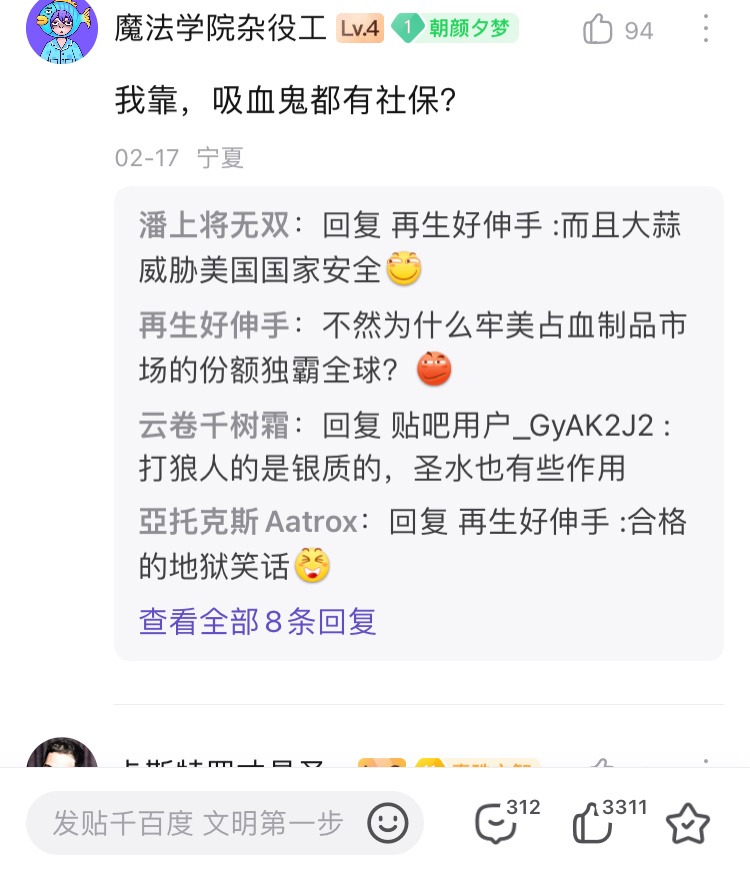 魔法学院杂役工 Lv.4 1 朝颜夕梦 94
我靠，吸血鬼都有社保？
02-17 宁夏
潘上将无双：回复 再生好伸手 :而且大蒜
威胁美国国家安全
再生好伸手：不然为什么牢美占血制品市
场的份额独霸全球？
云卷千树霜：回复 贴吧用户_GyAK2J2 :
打狼人的是银质的，圣水也有些作用
亞托克斯Aatrox：回复 再生好伸手 :合格
的地狱笑话
查看全部8条回复
发贴千百度 文明第一步 312 3311